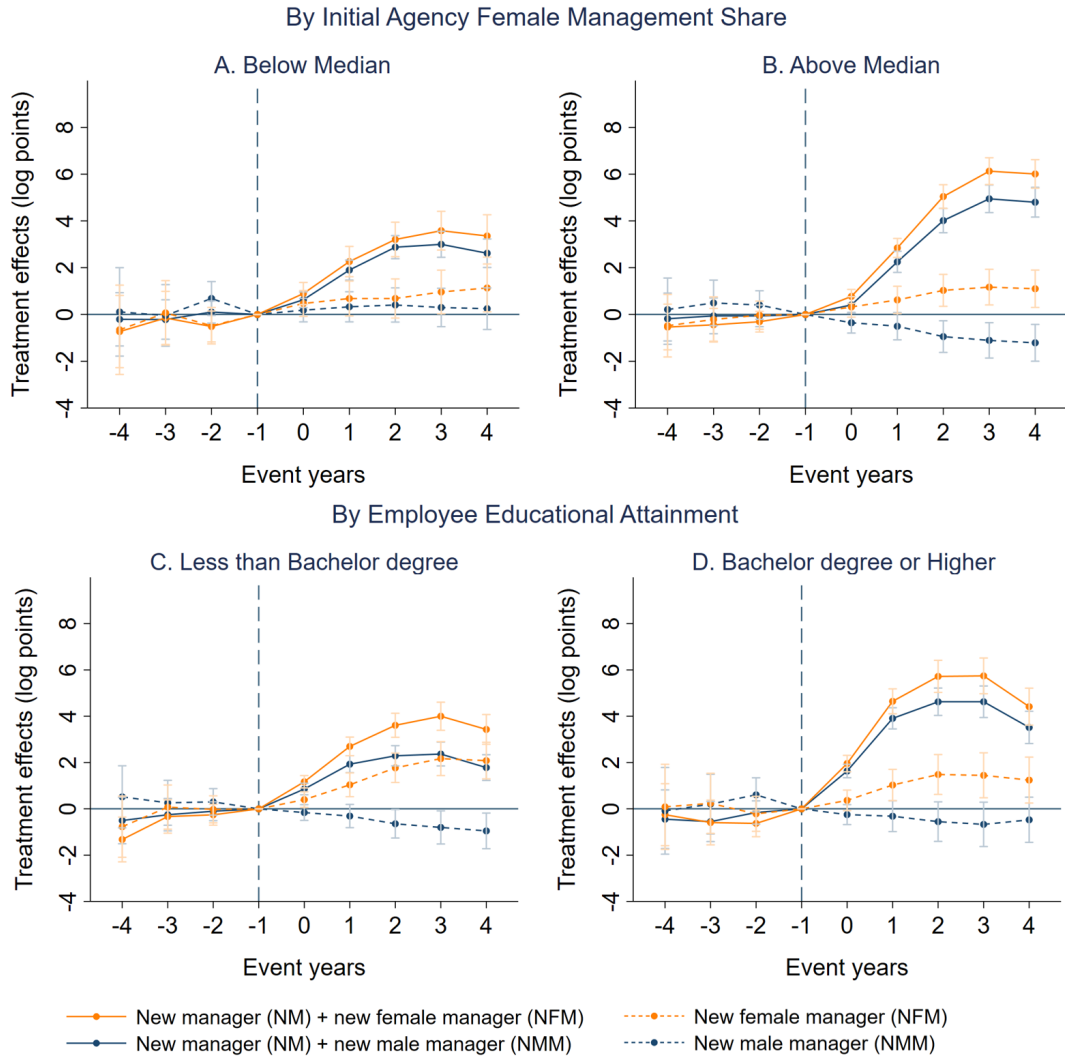 By Initial Agency Female Management Share
A. Below Median
Treatment effects (log points)
8
6
4
2
0
-2
-4
-4 -3 -2 -1 0 1 2 3 4
Event years
B. Above Median
Treatment effects (log points)
8
6
4
2
0
-2
-4
-4 -3 -2 -1 0 1 2 3 4
Event years
By Employee Educational Attainment
C. Less than Bachelor degree
Treatment effects (log points)
8
6
4
2
0
-2
-4
-4 -3 -2 -1 0 1 2 3 4
Event years
D. Bachelor degree or Higher
Treatment effects (log points)
8
6
4
2
0
-2
-4
-4 -3 -2 -1 0 1 2 3 4
Event years
New manager (NM) + new female manager (NFM)
New female manager (NFM)
New manager (NM) + new male manager (NMM)
New male manager (NMM)